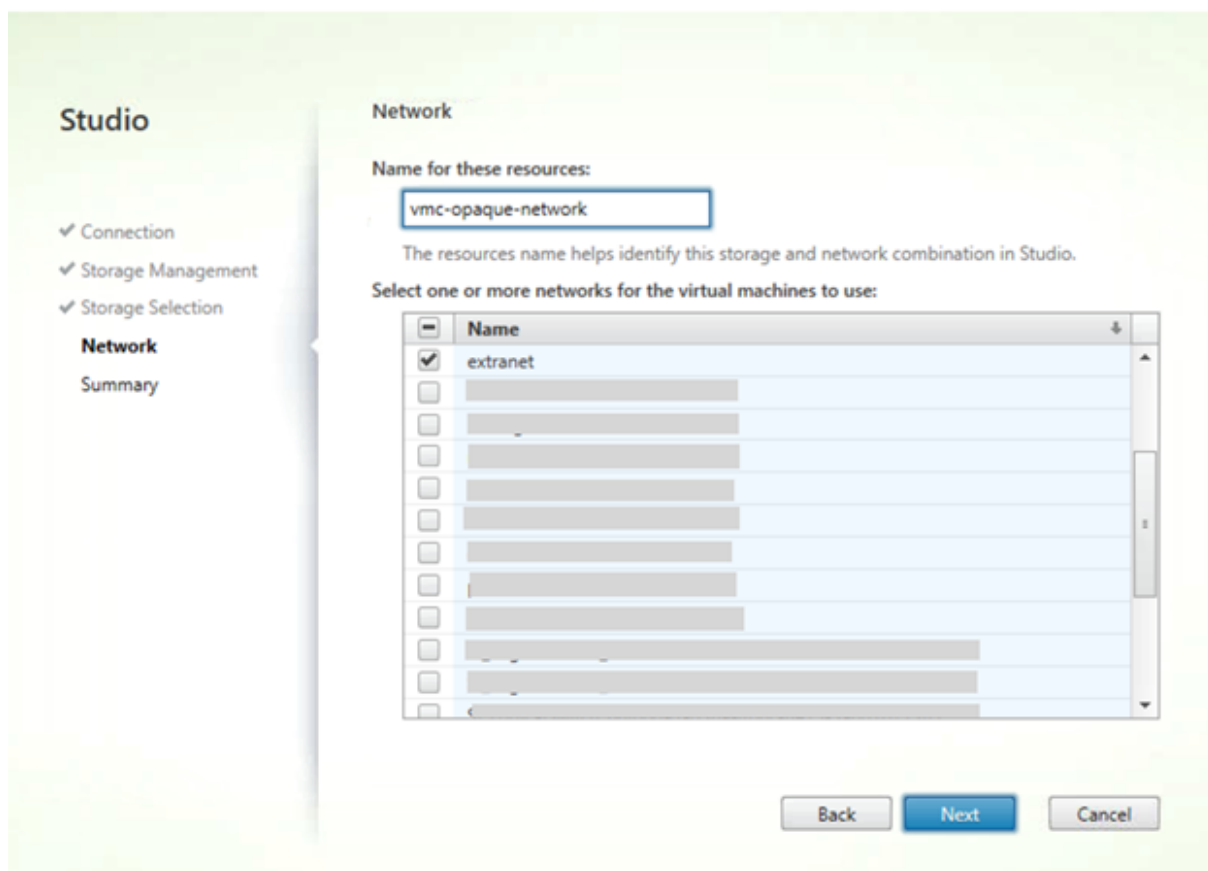 Studio
Connection
Storage Management
Storage Selection
Network
Summary
Network
Name for these resources:
vmc-opaque-network
The resources name helps identify this storage and network combination in Studio.
Select one or more networks for the virtual machines to use:
Name
extranet
Back
Next
Cancel